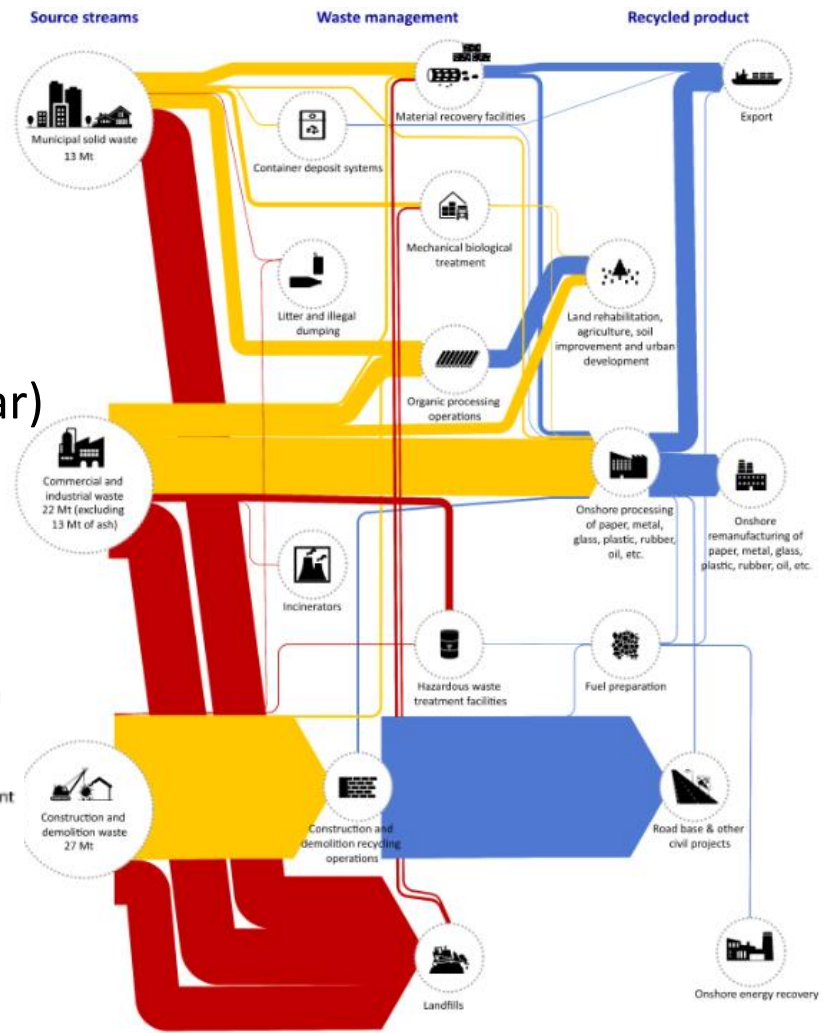 Source streams
Waste management
Recycled product
Municipal solid waste
13 Mt
Material recovery facilities
Export
Container deposit systems
Mechanical biological
treatment
Litter and illegal
dumping
Land rehabilitation,
agriculture, soil
improvement and urban
development
ar)
Organic processing
operations
Commercial and
industrial waste
22 Mt (excluding
13 Mt of ash)
Onshore processing
of paper, metal,
glass, plastic, rubber,
oil, etc.
Onshore
remanufacturing of
paper, metal, glass,
plastic, rubber, oil, etc.
Incinerators
Hazardous waste
treatment facilities
Fuel preparation
nt
Construction and
demolition waste
27 Mt
Construction and
demolition recycling
operations
Road base & other
civil projects
Landfills
Onshore energy recovery